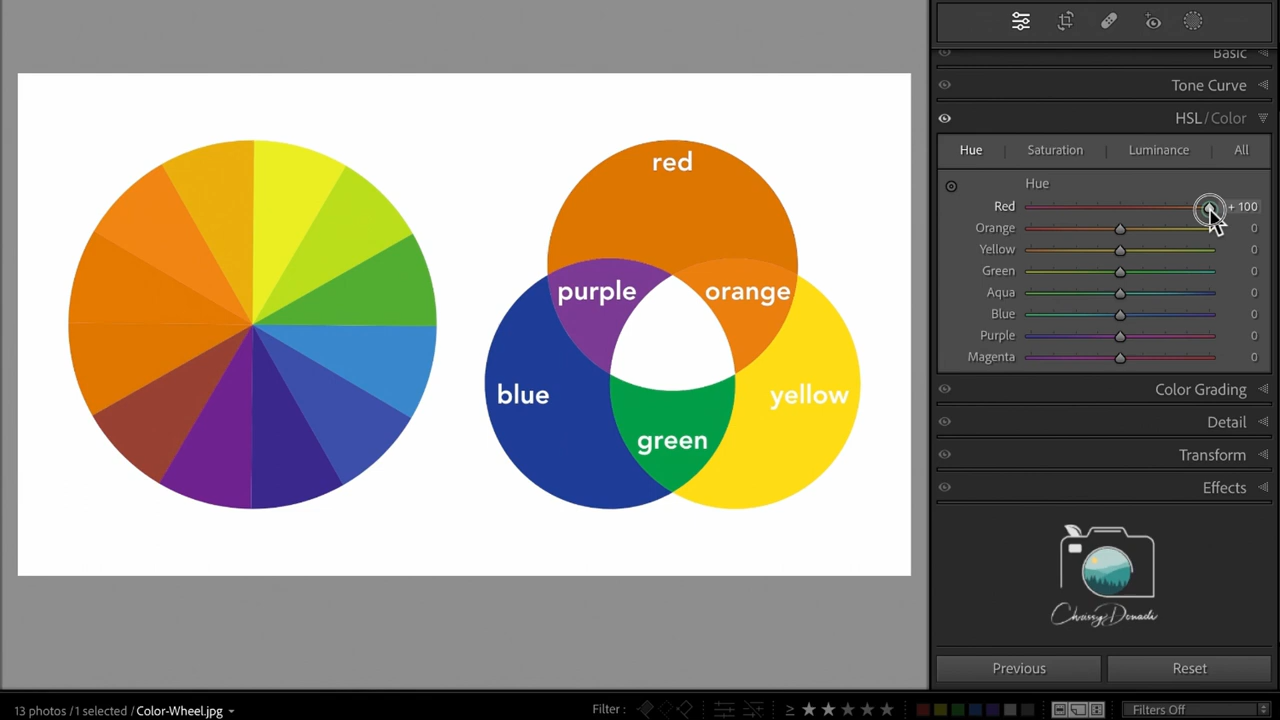 red
purple
orange
blue
yellow
green
Basic
Tone Curve
HSL / Color
Hue | Saturation | Luminance | All
Hue
Red + 100
Orange 0
Yellow 0
Green 0
Aqua 0
Blue 0
Purple 0
Magenta 0
Color Grading
Detail
Transform
Effects
Chrissy Donadi
Previous Reset
13 photos / 1 selected / Color-Wheel.jpg
Filter :
Filters Off